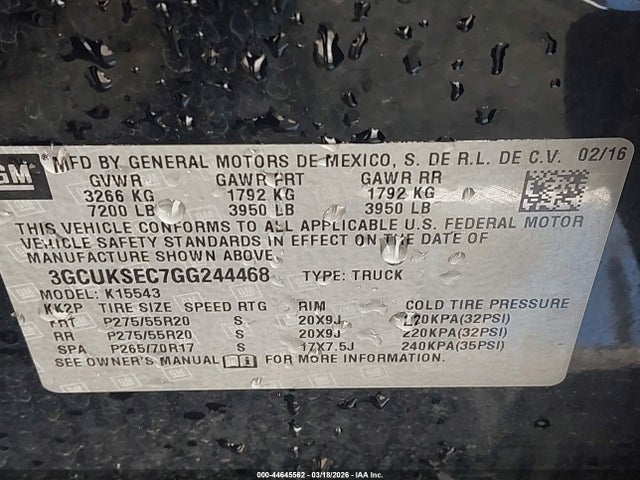 GM
MFD BY GENERAL MOTORS DE MEXICO, S. DE R.L. DE C.V. 02/16
GVWR GAWR FRT GAWR RR
3266 KG 1792 KG 1792 KG
7200 LB 3950 LB 3950 LB
THIS VEHICLE CONFORMS TO ALL APPLICABLE U.S. FEDERAL MOTOR
VEHICLE SAFETY STANDARDS IN EFFECT ON THE DATE OF
MANUFACTURE SHOWN ABOVE.
3GCUKSEC7GG244468 TYPE: TRUCK
MODEL: K15543
KK2P TIRE SIZE SPEED RTG RIM COLD TIRE PRESSURE
FRT P275/55R20 S 20X9J 220KPA(32PSI)
RR P275/55R20 S 20X9J 220KPA(32PSI)
SPA P265/70R17 S 17X7.5J 240KPA(35PSI)
SEE OWNER'S MANUAL FOR MORE INFORMATION.
000-44645562 | 03/18/2026 | IAA Inc.